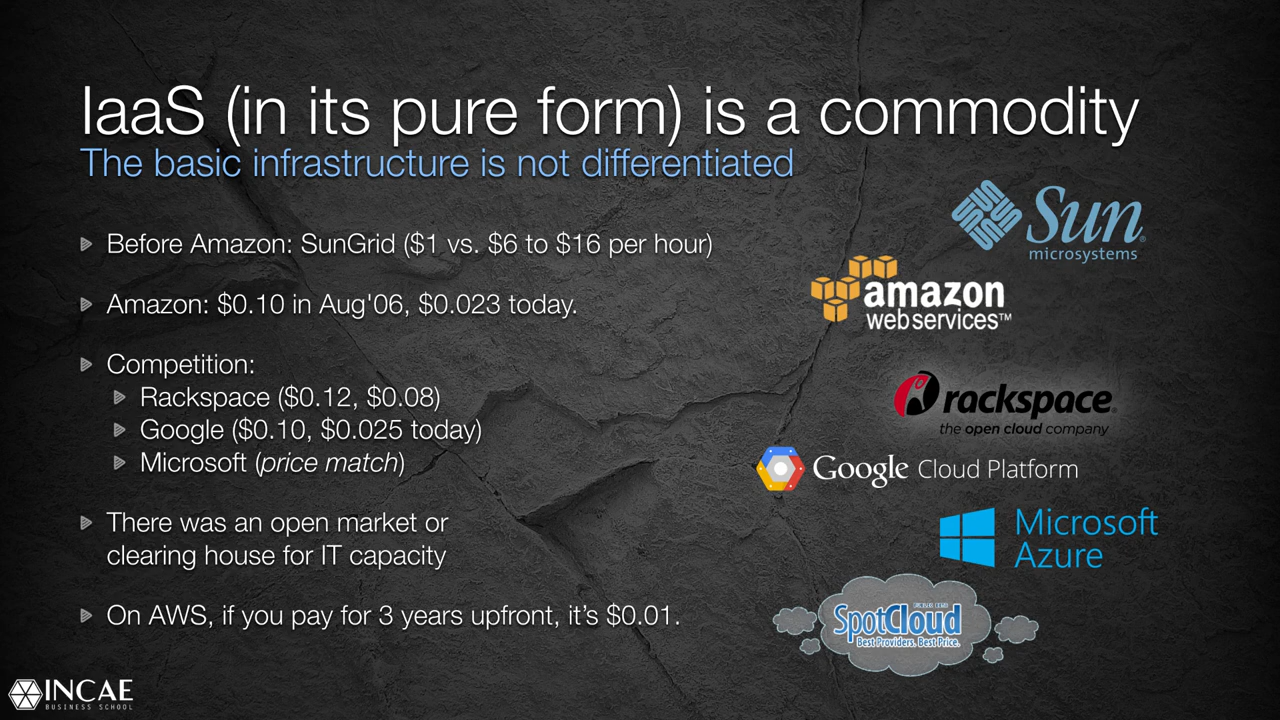 IaaS (in its pure form) is a commodity
The basic infrastructure is not differentiated
Before Amazon: SunGrid ($1 vs. $6 to $16 per hour)
Amazon: $0.10 in Aug'06, $0.023 today.
Competition:
Rackspace ($0.12, $0.08)
Google ($0.10, $0.025 today)
Microsoft (price match)
There was an open market or
clearing house for IT capacity
On AWS, if you pay for 3 years upfront, it’s $0.01.
Sun®
microsystems
amazon
webservices™
rackspace®
the open cloud company
Google Cloud Platform
Microsoft
Azure
SpotCloud
Best Providers. Best Price.
INCAE
BUSINESS SCHOOL